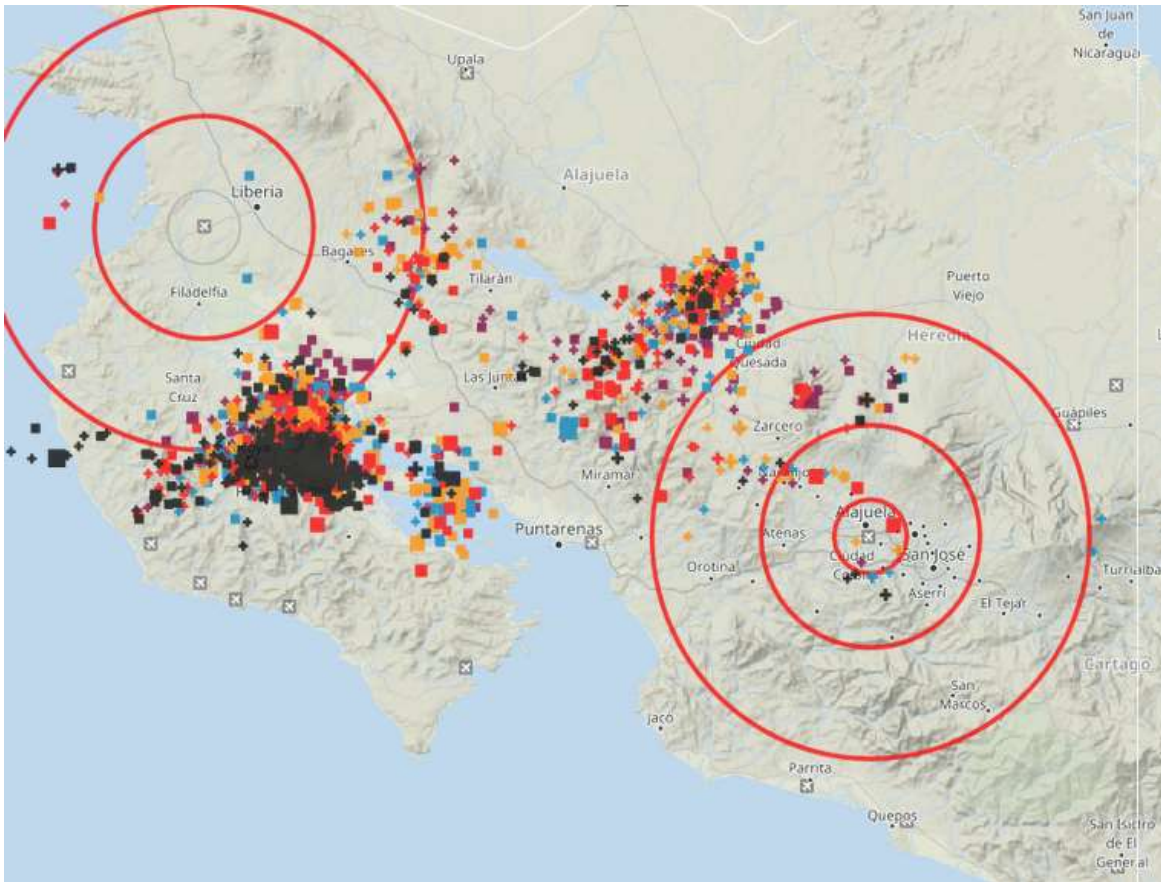 San Juan
de
Nicaragua
Upala
Alajuela
Liberia
Bagaces
Tilarán
Puerto
Viejo
Filadelfia
Heredia
Ciudad
Quesada
Santa
Cruz
Las Junta
Guápiles
Zarcero
Miramar
Naranjo
Alajuela
Puntarenas
Atenas
San José
Orotina
Ciudad
Turrialba
Aserrí
El Tejar
Cartago
San
Marcos
Jacó
Parrita
Quepos
San Isidro
de El
General